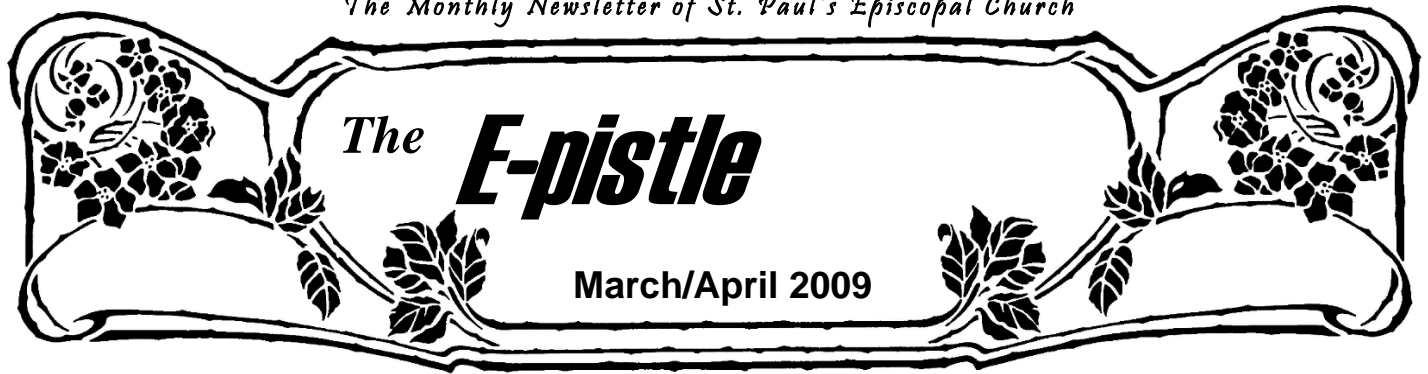 The Monthly Newsletter of St. Paul's Episcopal Church
The E-pistle
March/April 2009